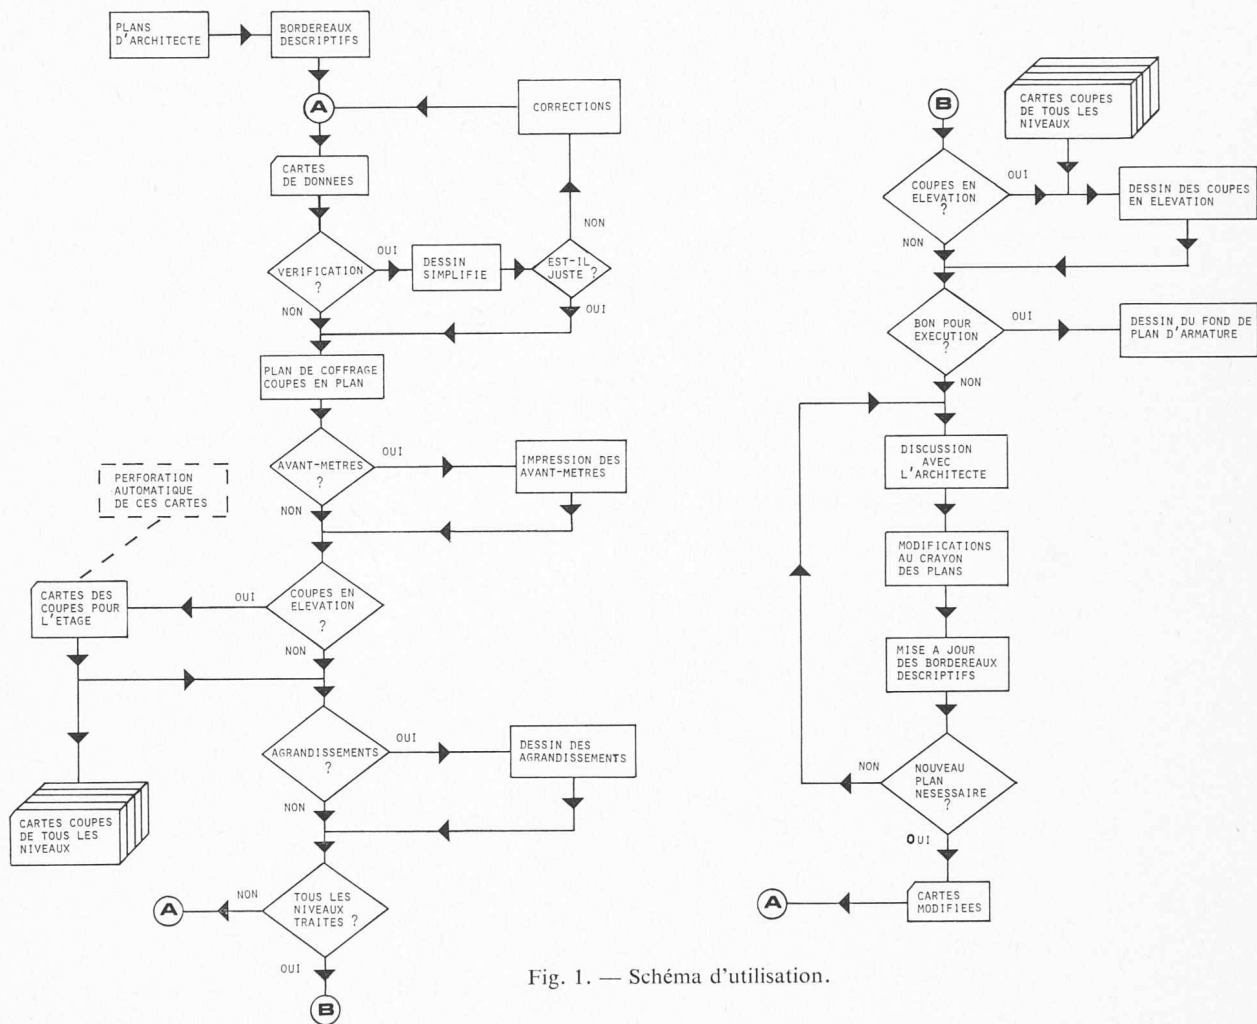 PLANS
D'ARCHITECTE
BORDEREAUX
DESCRIPTIFS
A
CORRECTIONS
CARTES
DE DONNEES
NON
VERIFICATION
?
OUI
DESSIN
SIMPLIFIE
EST-IL
JUSTE ?
NON
OUI
PLAN DE COFFRAGE
COUPES EN PLAN
AVANT-METRES
?
OUI
IMPRESSION DES
AVANT-METRES
NON
PERFORATION
AUTOMATIQUE
DE CES CARTES
CARTES DES
COUPES POUR
L'ETAGE
OUI
COUPES EN
ELEVATION
?
NON
AGRANDISSEMENTS
?
OUI
DESSIN DES
AGRANDISSEMENTS
NON
CARTES COUPES
DE TOUS LES
NIVEAUX
TOUS LES
NIVEAUX
TRAITES ?
NON
A
OUI
B
B
CARTES COUPES
DE TOUS LES
NIVEAUX
COUPES EN
ELEVATION
?
OUI
DESSIN DES COUPES
EN ELEVATION
NON
BON POUR
EXECUTION
?
OUI
DESSIN DU FOND DE
PLAN D'ARMATURE
NON
DISCUSSION
AVEC
L'ARCHITECTE
MODIFICATIONS
AU CRAYON
DES PLANS
MISE A JOUR
DES BORDEREAUX
DESCRIPTIFS
NOUVEAU
PLAN
NESESSAIRE
?
NON
OUI
CARTES
MODIFIEES
A
Fig. 1. — Schéma d'utilisation.